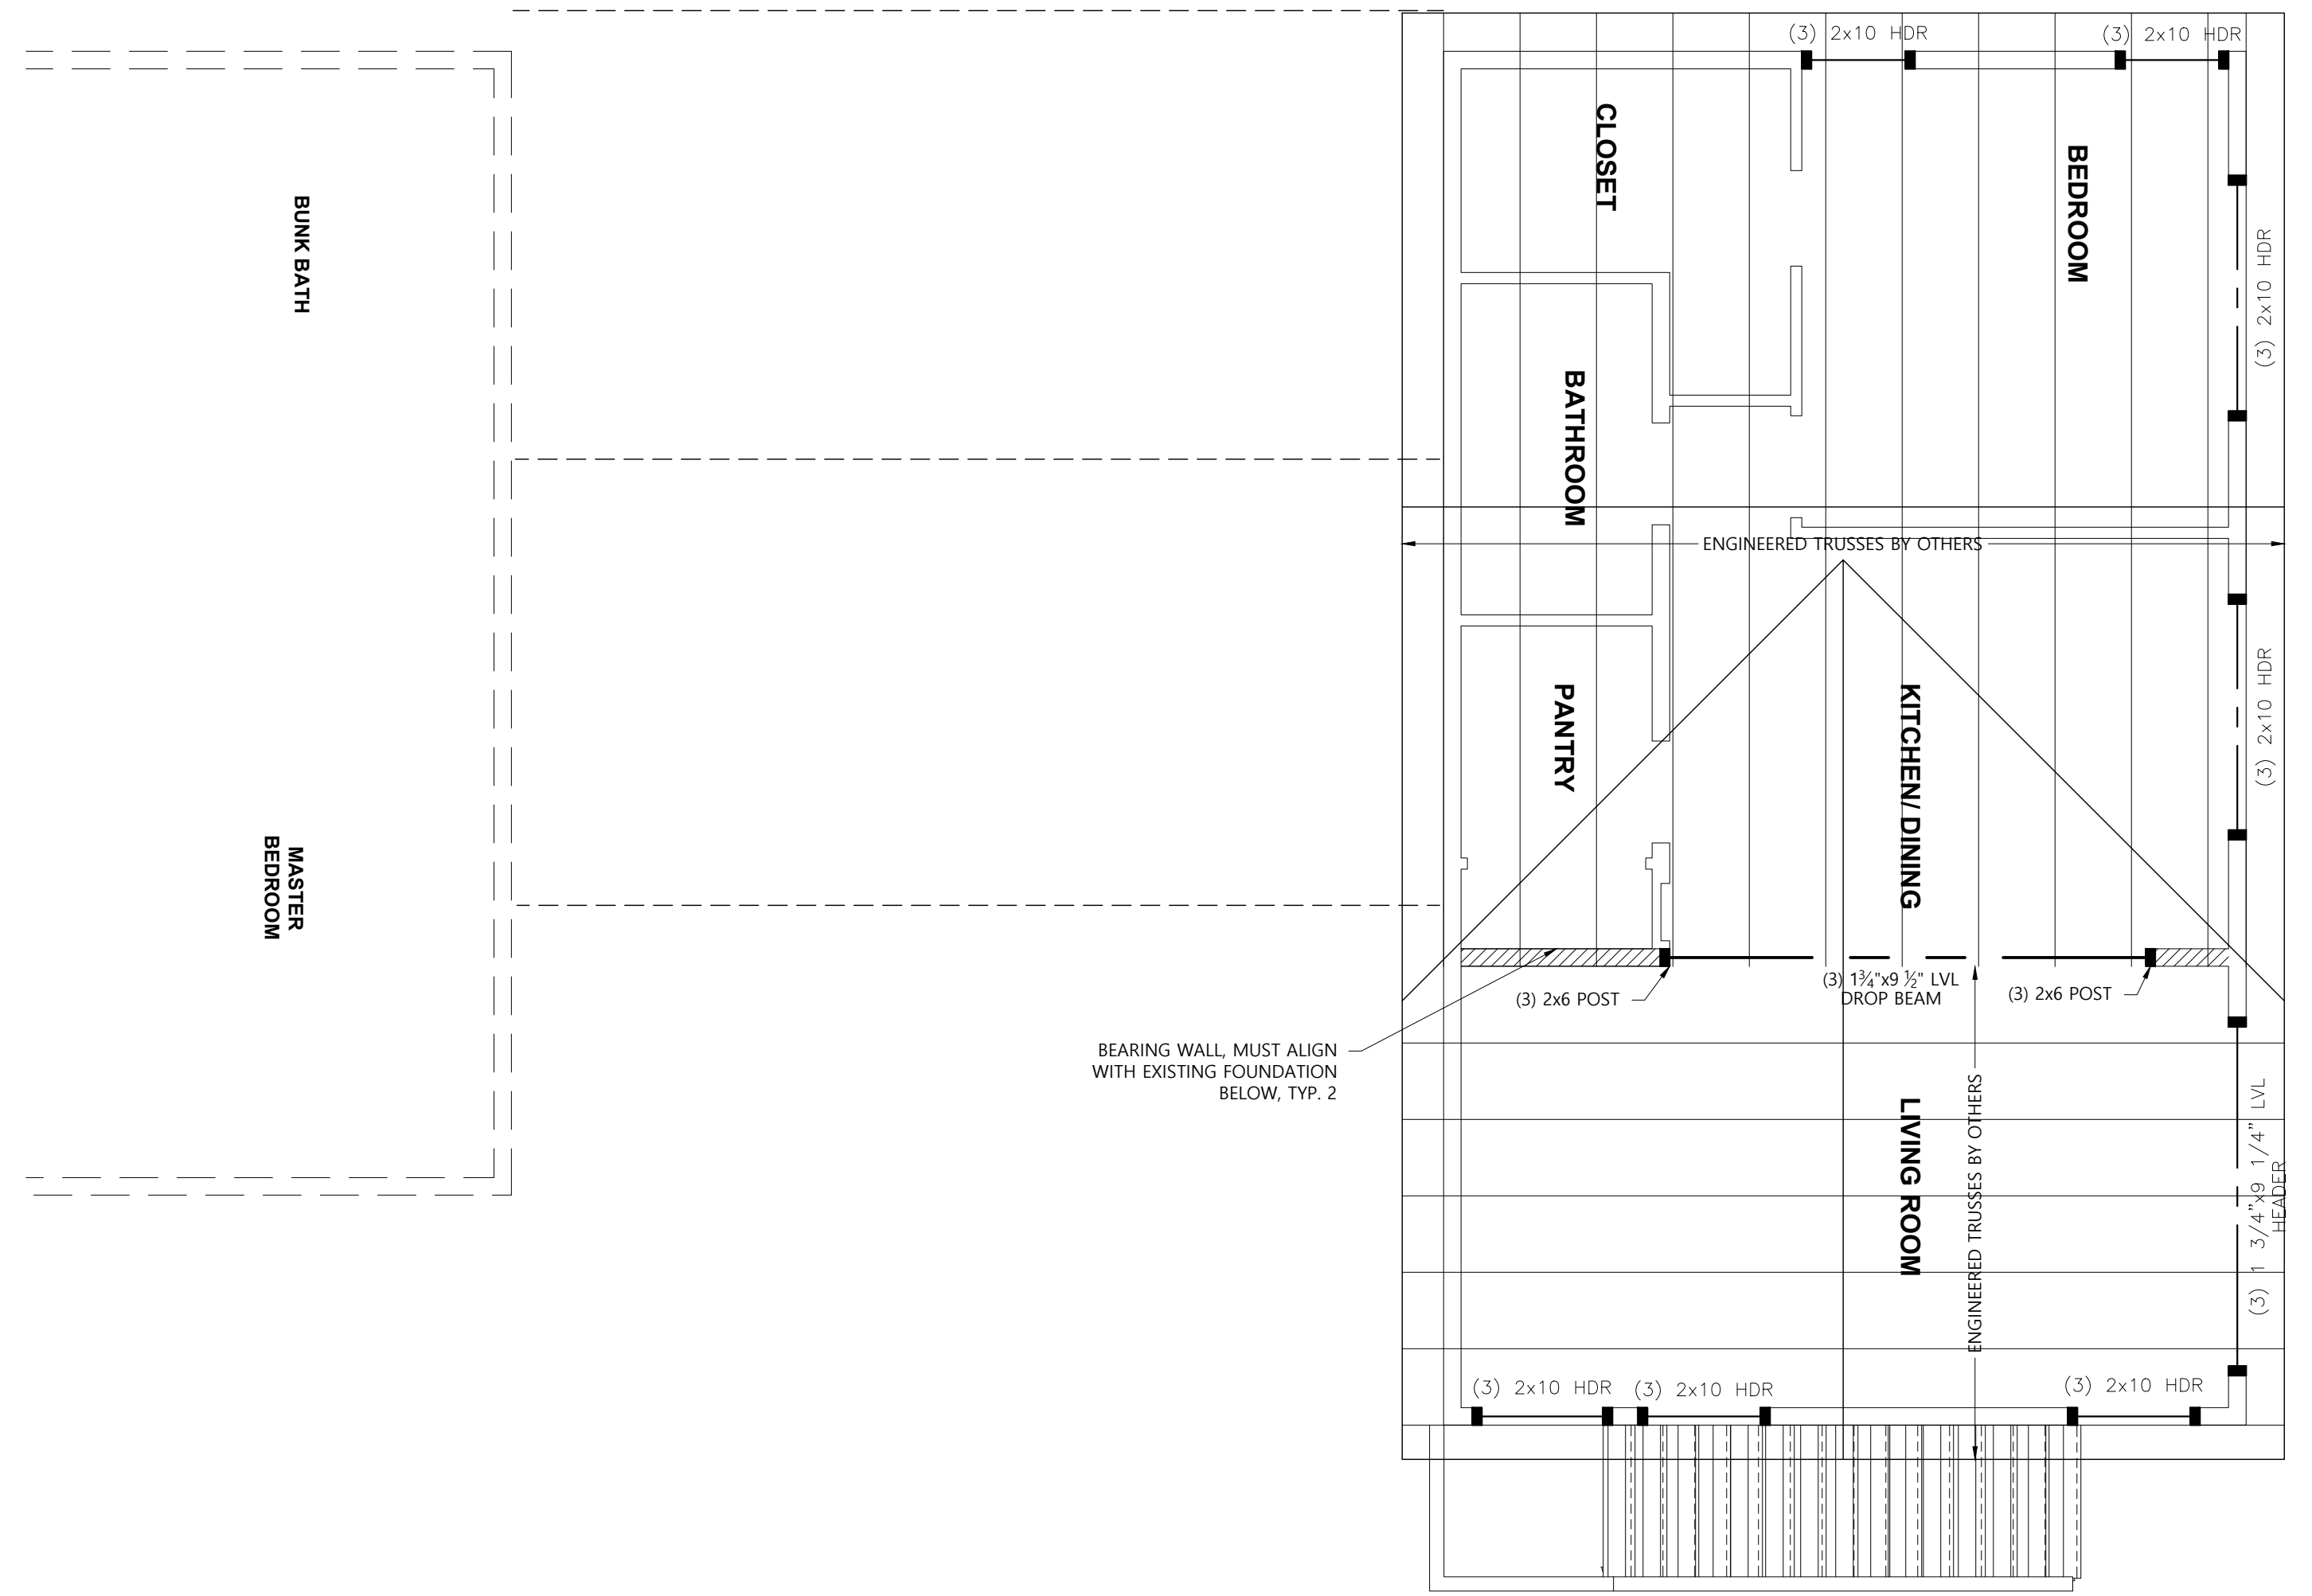 (3) 2x10 HDR
(3) 2x10 HDR
CLOSET
BEDROOM
BUNK BATH
(3) 2x10 HDR
BATHROOM
ENGINEERED TRUSSES BY OTHERS
(3) 2x10 HDR
PANTRY
KITCHEN/ DINING
MASTER
BEDROOM
(3) 1¾"x9 ½" LVL
DROP BEAM
(3) 2x6 POST
(3) 2x6 POST
BEARING WALL, MUST ALIGN
WITH EXISTING FOUNDATION
BELOW, TYP. 2
LIVING ROOM
ENGINEERED TRUSSES BY OTHERS
(3) 1 3/4"x9 1/4" LVL
HEADER
(3) 2x10 HDR
(3) 2x10 HDR
(3) 2x10 HDR